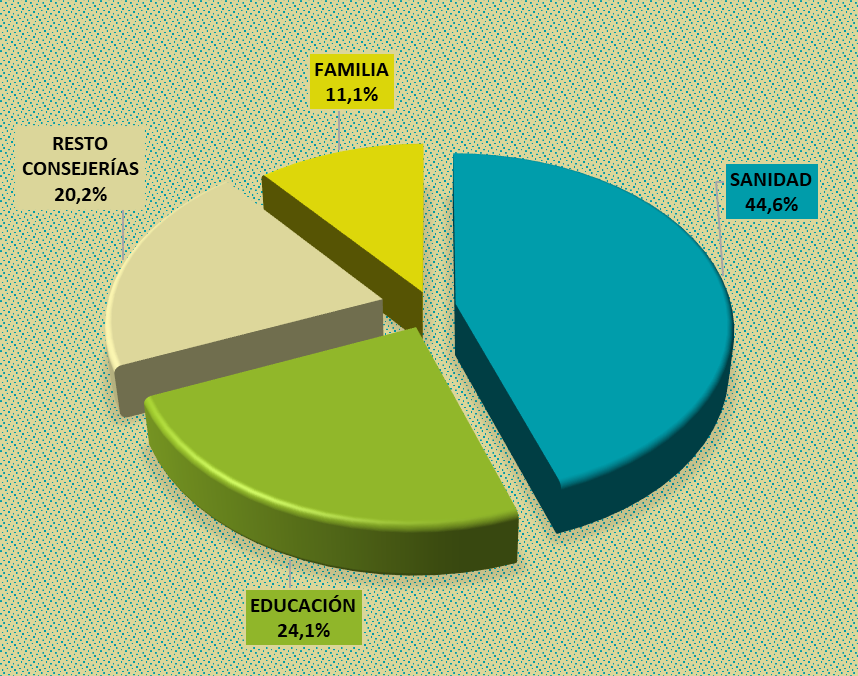 FAMILIA
11,1%
RESTO
CONSEJERÍAS
20,2%
SANIDAD
44,6%
EDUCACIÓN
24,1%